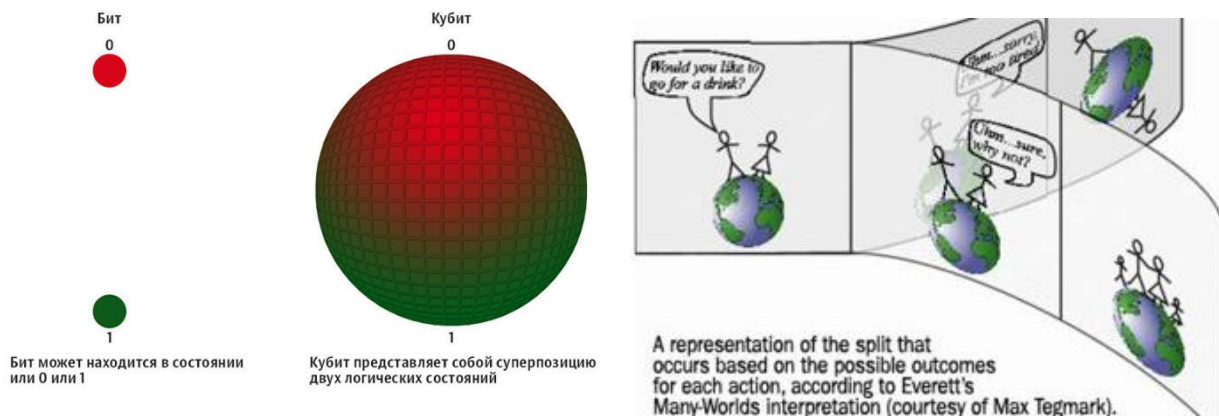 Бит
0
1
Бит может находится в состоянии
или 0 или 1
Кубит
0
1
Кубит представляет собой суперпозицию
двух логических состояний
Would you like to
go for a drink?
Uhm...sorry,
I'm too tired.
Uhm...sure,
why not?
A representation of the split that
occurs based on the possible outcomes
for each action, according to Everett's
Many-Worlds interpretation (courtesy of Max Tegmark).